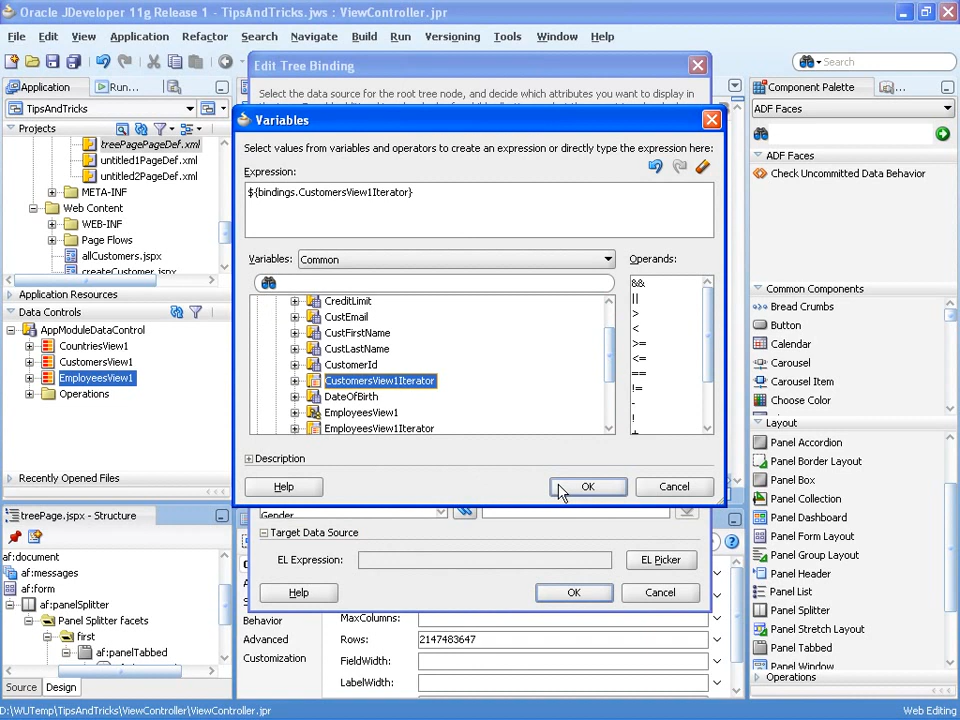 Oracle JDeveloper 11g Release 1 - TipsAndTricks.jws : ViewController.jpr
File Edit View Application Refactor Search Navigate Build Run Versioning Tools Window Help
Search
Application
Run...
TipsAndTricks
Projects
treePagePageDef.xml
untitled1PageDef.xml
untitled2PageDef.xml
META-INF
Web Content
WEB-INF
Page Flows
allCustomers.jspx
createCustomer.jspx
Application Resources
Data Controls
AppModuleDataControl
CountriesView1
CustomersView1
EmployeesView1
Operations
Recently Opened Files
treePage.jspx - Structure
af:document
af:messages
af:form
af:panelSplitter
Panel Splitter facets
first
af:panelTabbed
Source Design
Edit Tree Binding
Select the data source for the root tree node, and decide which attributes you want to display in
Variables
Select values from variables and operators to create an expression or directly type the expression here:
Expression:
${bindings.CustomersView1Iterator}
Variables:
Common
Operands:
CreditLimit
CustEmail
CustFirstName
CustLastName
CustomerId
CustomersView1Iterator
DateOfBirth
EmployeesView1
EmployeesView1Iterator
&&
||
>
<
>=
<=
==
!=
-
!
+
Description
Help
OK
Cancel
Gender
Target Data Source
EL Expression:
EL Picker
Help
OK
Cancel
Behavior
Advanced
Customization
MaxColumns:
Rows:
2147483647
FieldWidth:
LabelWidth:
Component Palette
ADF Faces
ADF Faces
Check Uncommitted Data Behavior
Common Components
Bread Crumbs
Button
Calendar
Carousel
Carousel Item
Choose Color
Layout
Panel Accordion
Panel Border Layout
Panel Box
Panel Collection
Panel Dashboard
Panel Form Layout
Panel Group Layout
Panel Header
Panel List
Panel Splitter
Panel Stretch Layout
Panel Tabbed
Panel Window
Operations
D:\WUTemp\TipsAndTricks\ViewController\ViewController.jpr
Web Editing